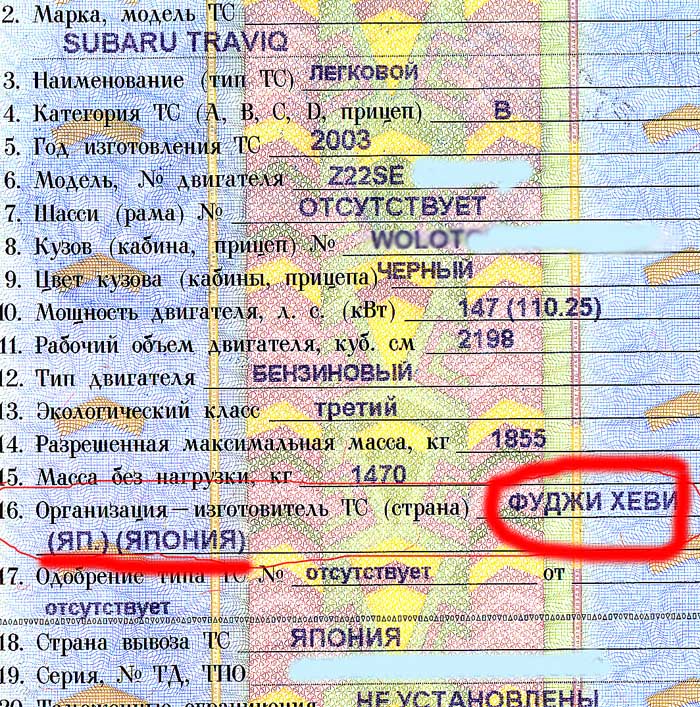 2. Марка, модель ТС
SUBARU TRAVIQ
3. Наименование (тип ТС) ЛЕГКОВОЙ
4. Категория ТС (А, В, С, D, прицеп) В
5. Год изготовления ТС 2003
6. Модель, № двигателя Z22SE
7. Шасси (рама) № ОТСУТСТВУЕТ
8. Кузов (кабина, прицеп) № WOLOT
9. Цвет кузова (кабины, прицепа) ЧЕРНЫЙ
10. Мощность двигателя, л. с. (кВт) 147 (110.25)
11. Рабочий объем двигателя, куб. см 2198
12. Тип двигателя БЕНЗИНОВЫЙ
13. Экологический класс третий
14. Разрешенная максимальная масса, кг 1855
15. Масса без нагрузки, кг 1470
16. Организация — изготовитель ТС (страна) ФУДЖИ ХЕВИ
(ЯП.) (ЯПОНИЯ)
17. Одобрение типа ТС № отсутствует от
отсутствует
18. Страна вывоза ТС ЯПОНИЯ
19. Серия, № ТД, ТПО
20. Таможенные ограничения НЕ УСТАНОВЛЕНЫ